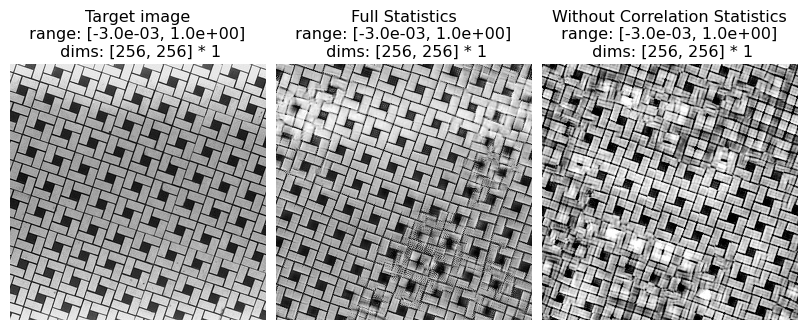 Target image
range: [-3.0e-03, 1.0e+00]
dims: [256, 256] * 1
Full Statistics
range: [-3.0e-03, 1.0e+00]
dims: [256, 256] * 1
Without Correlation Statistics
range: [-3.0e-03, 1.0e+00]
dims: [256, 256] * 1